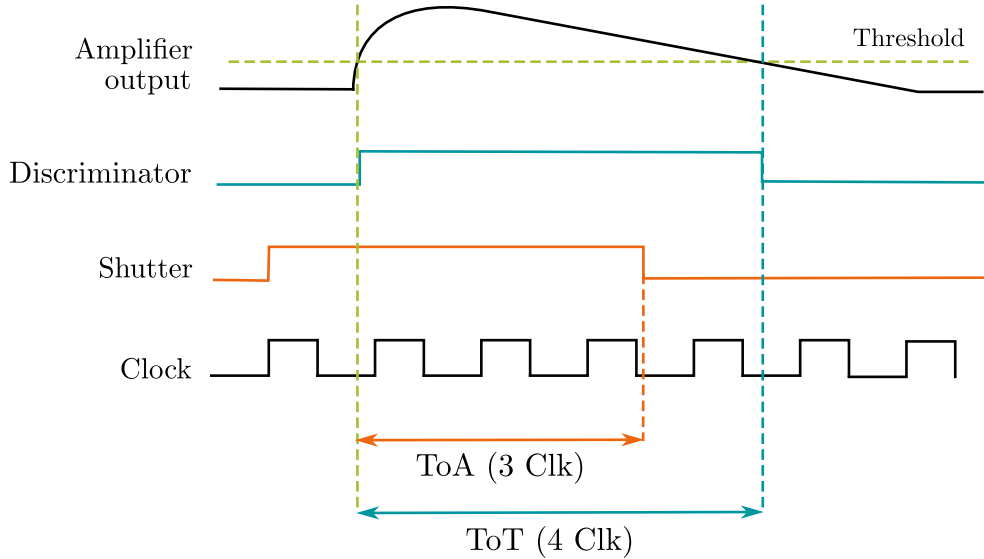 Amplifier
output
Threshold
Discriminator
Shutter
Clock
ToA (3 Clk)
ToT (4 Clk)